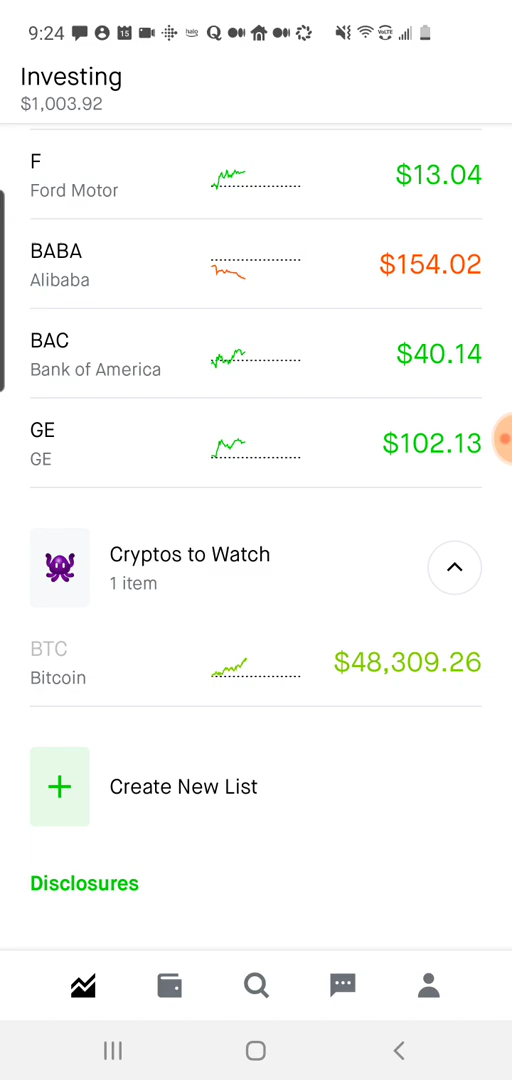 9:24
Investing
$1,003.92
F
Ford Motor
$13.04
BABA
Alibaba
$154.02
BAC
Bank of America
$40.14
GE
GE
$102.13
Cryptos to Watch
1 item
BTC
Bitcoin
$48,309.26
+ Create New List
Disclosures